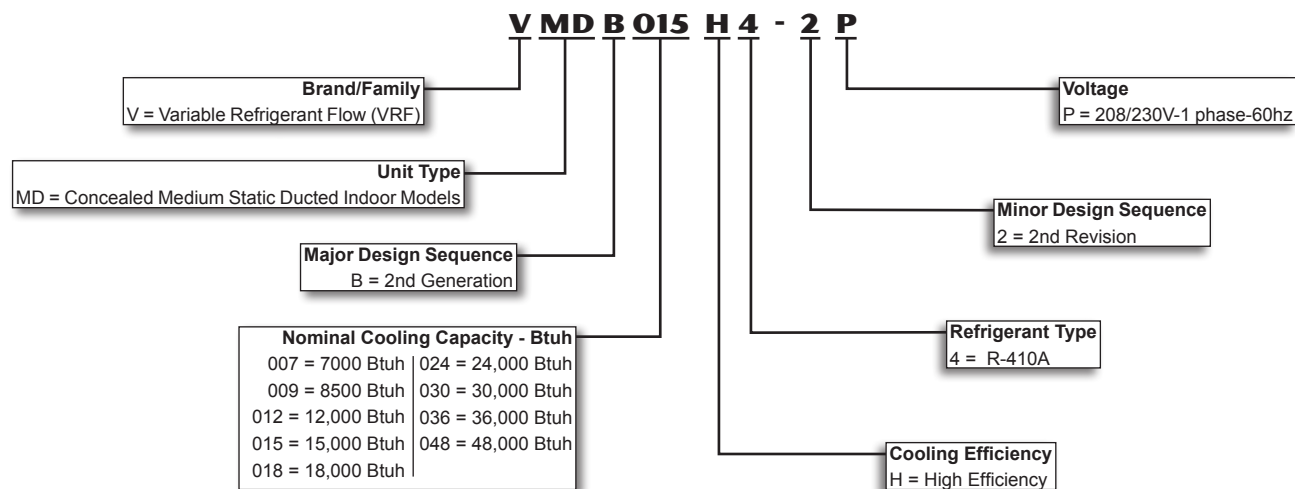 V MD B 015 H 4 - 2 P
Brand/Family
V = Variable Refrigerant Flow (VRF)
Unit Type
MD = Concealed Medium Static Ducted Indoor Models
Major Design Sequence
B = 2nd Generation
Nominal Cooling Capacity - Btuh
007 = 7000 Btuh
009 = 8500 Btuh
012 = 12,000 Btuh
015 = 15,000 Btuh
018 = 18,000 Btuh
024 = 24,000 Btuh
030 = 30,000 Btuh
036 = 36,000 Btuh
048 = 48,000 Btuh
Voltage
P = 208/230V-1 phase-60hz
Minor Design Sequence
2 = 2nd Revision
Refrigerant Type
4 = R-410A
Cooling Efficiency
H = High Efficiency